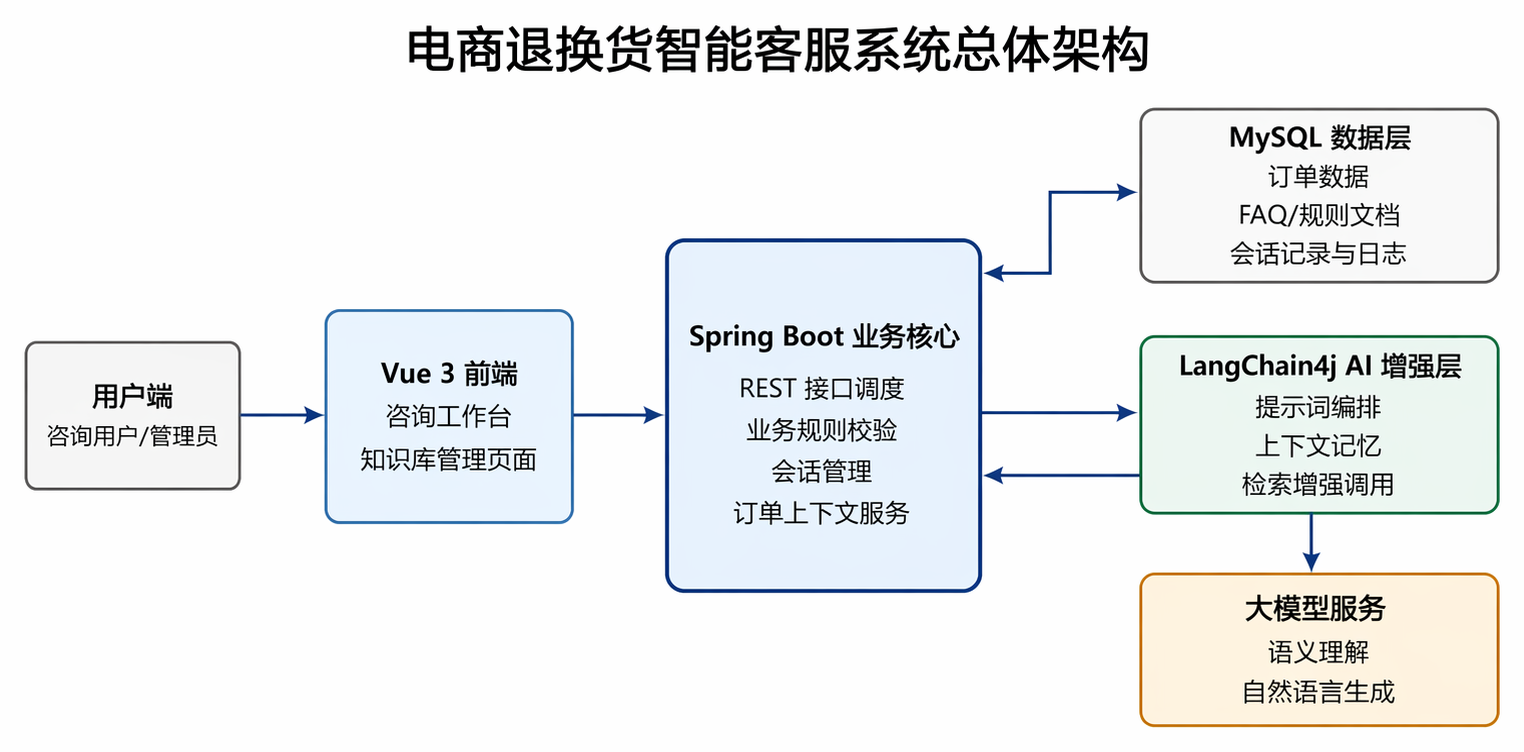 电商退换货智能客服系统总体架构
用户端
咨询用户/管理员
Vue 3 前端
咨询工作台
知识库管理页面
Spring Boot 业务核心
REST 接口调度
业务规则校验
会话管理
订单上下文服务
MySQL 数据层
订单数据
FAQ/规则文档
会话记录与日志
LangChain4j AI 增强层
提示词编排
上下文记忆
检索增强调用
大模型服务
语义理解
自然语言生成